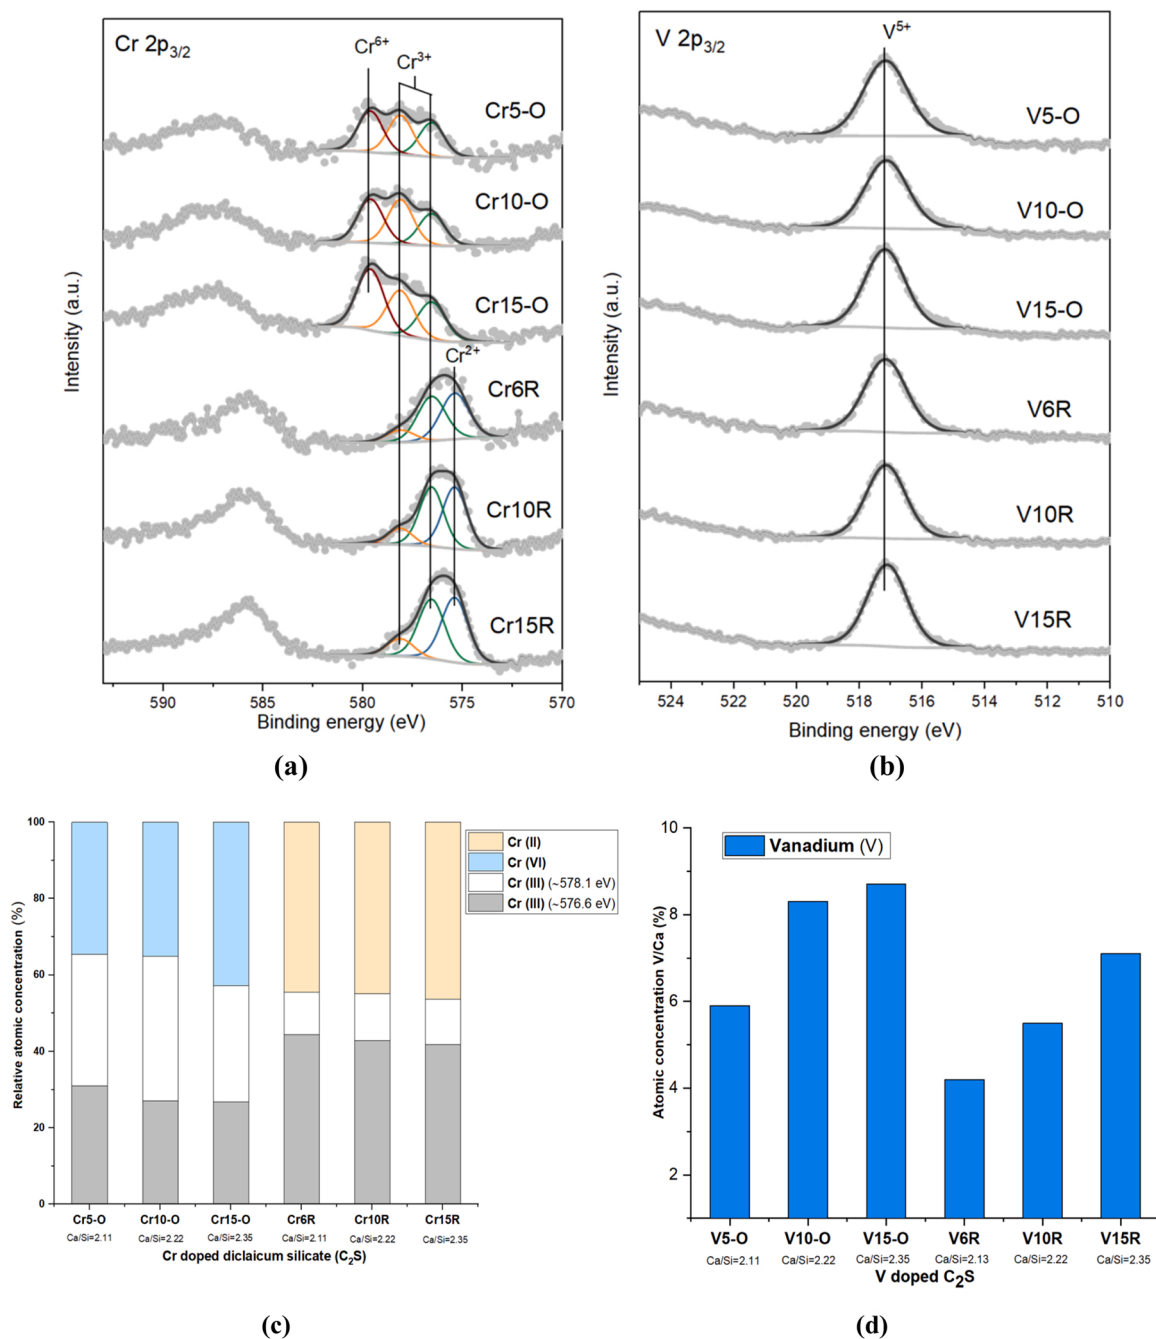 Cr 2p3/2
Cr6+
Cr3+
Cr5-O
Cr10-O
Cr15-O
Cr2+
Cr6R
Cr10R
Cr15R
Intensity (a.u.)
590 585 580 575 570
Binding energy (eV)
(a)
V 2p3/2
V5+
V5-O
V10-O
V15-O
V6R
V10R
V15R
Intensity (a.u.)
524 522 520 518 516 514 512 510
Binding energy (eV)
(b)
Relative atomic concentration (%)
100
80
60
40
20
0
Cr (II)
Cr (VI)
Cr (III) (~578.1 eV)
Cr (III) (~576.6 eV)
Cr5-O Cr10-O Cr15-O Cr6R Cr10R Cr15R
Ca/Si=2.11 Ca/Si=2.22 Ca/Si=2.35 Ca/Si=2.11 Ca/Si=2.22 Ca/Si=2.35
Cr doped diclaicum silicate (C2S)
(c)
Atomic concentration V/Ca (%)
10
8
6
4
2
Vanadium (V)
V5-O V10-O V15-O V6R V10R V15R
Ca/Si=2.11 Ca/Si=2.22 Ca/Si=2.35 Ca/Si=2.13 Ca/Si=2.22 Ca/Si=2.35
V doped C2S
(d)